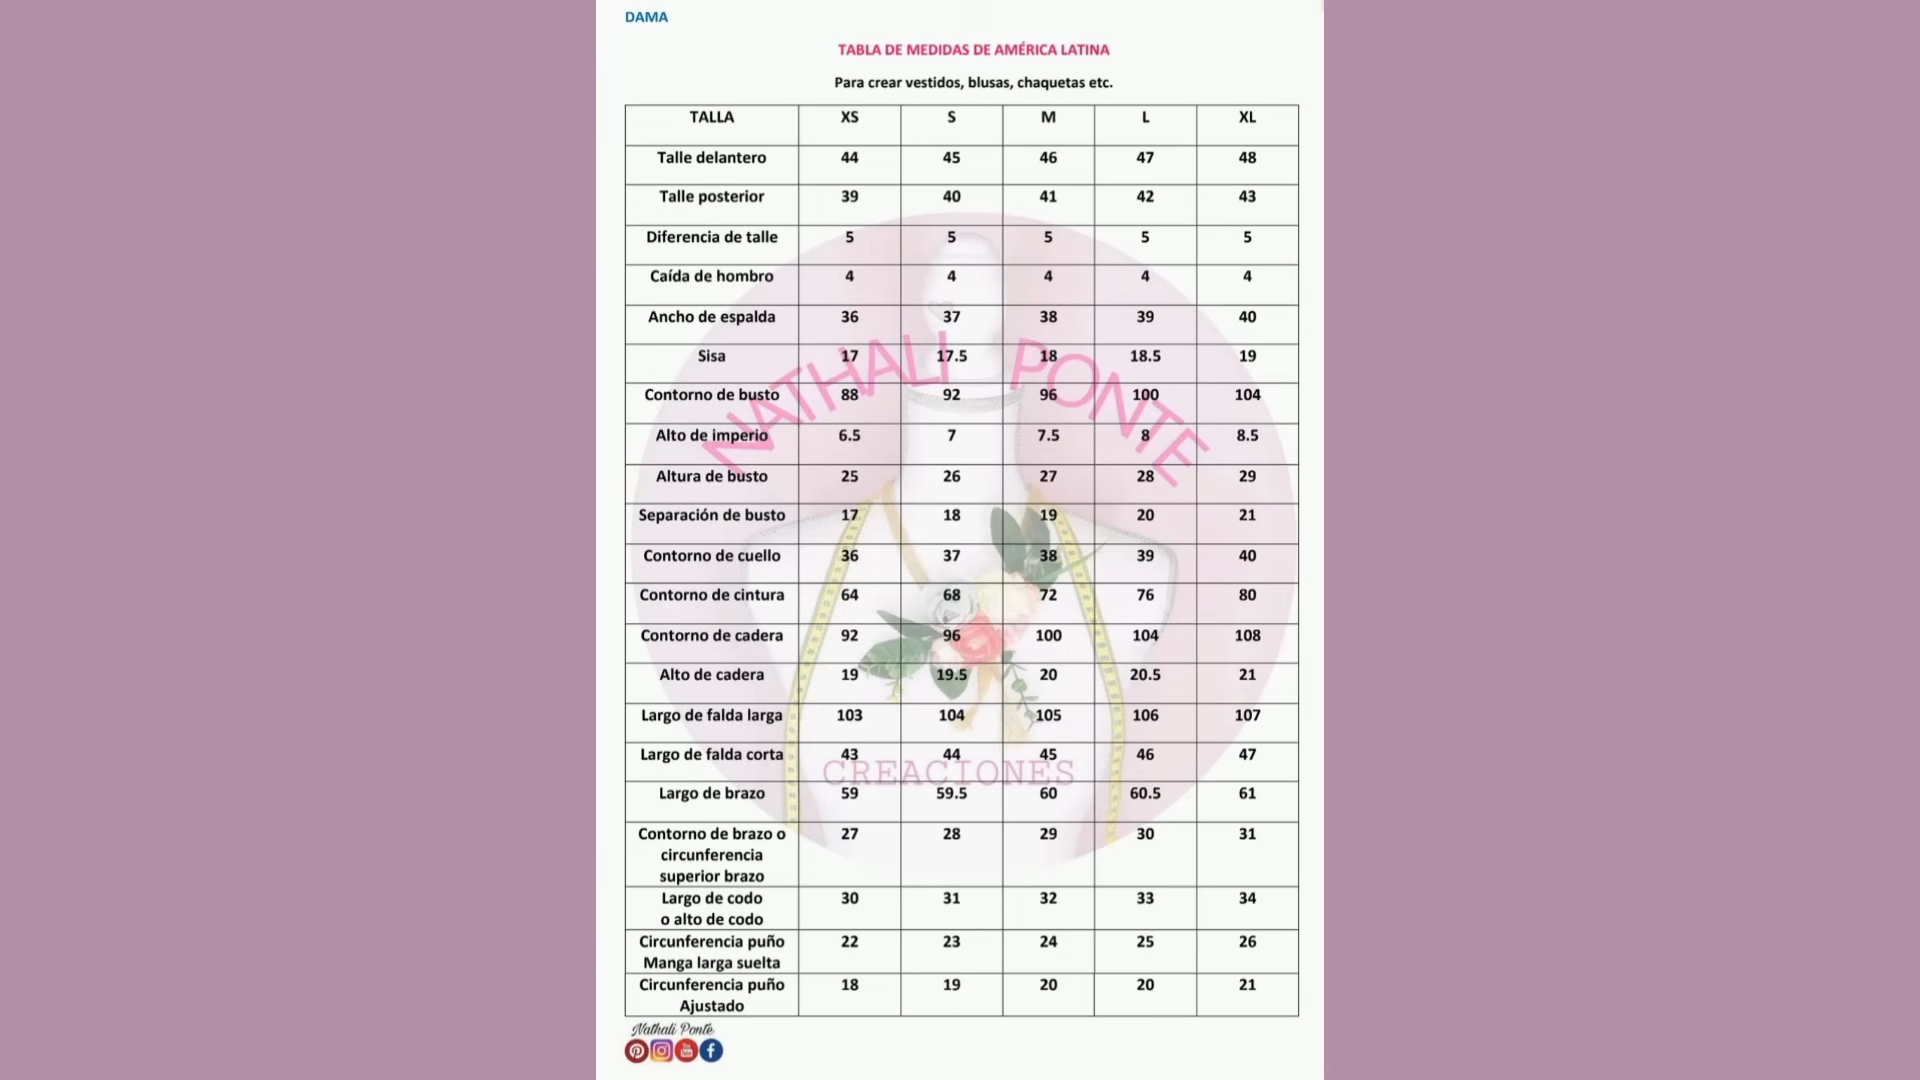 DAMA
TABLA DE MEDIDAS DE AMÉRICA LATINA
Para crear vestidos, blusas, chaquetas etc.
TALLA XS S M L XL
Talle delantero 44 45 46 47 48
Talle posterior 39 40 41 42 43
Diferencia de talle 5 5 5 5 5
Caída de hombro 4 4 4 4 4
Ancho de espalda 36 37 38 39 40
Sisa 17 17.5 18 18.5 19
NATHALI PONTE
Contorno de busto 88 92 96 100 104
Alto de imperio 6.5 7 7.5 8 8.5
Altura de busto 25 26 27 28 29
Separación de busto 17 18 19 20 21
Contorno de cuello 36 37 38 39 40
Contorno de cintura 64 68 72 76 80
Contorno de cadera 92 96 100 104 108
Alto de cadera 19 19.5 20 20.5 21
Largo de falda larga 103 104 105 106 107
Largo de falda corta 43 44 45 46 47
CREACIONES
Largo de brazo 59 59.5 60 60.5 61
Contorno de brazo o 27 28 29 30 31
circunferencia
superior brazo
Largo de codo 30 31 32 33 34
o alto de codo
Circunferencia puño 22 23 24 25 26
Manga larga suelta
Circunferencia puño 18 19 20 20 21
Ajustado
Nathali Ponte